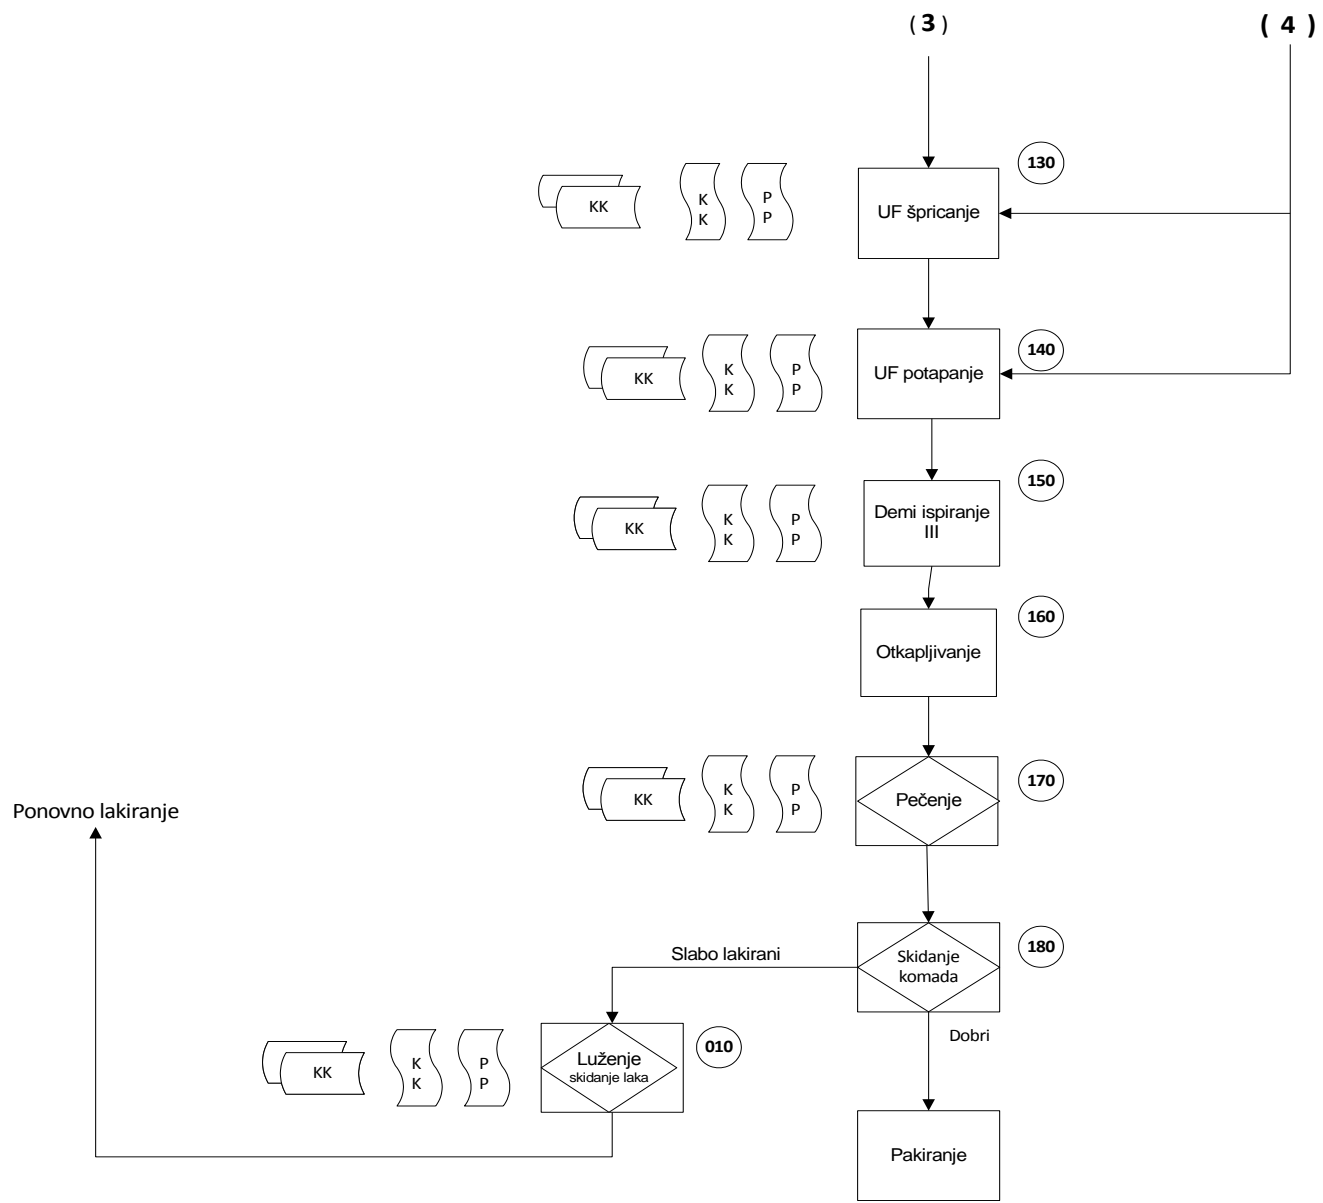 ( 3 )
( 4 )
130
KK
K
K
P
P
UF špricanje
140
KK
K
K
P
P
UF potapanje
150
KK
K
K
P
P
Demi ispiranje
III
160
Otkapljivanje
170
KK
K
K
P
P
Pečenje
Ponovno lakiranje
180
Slabo lakirani
Skidanje
komada
Dobri
010
KK
K
K
P
P
Luženje
skidanje laka
Pakiranje